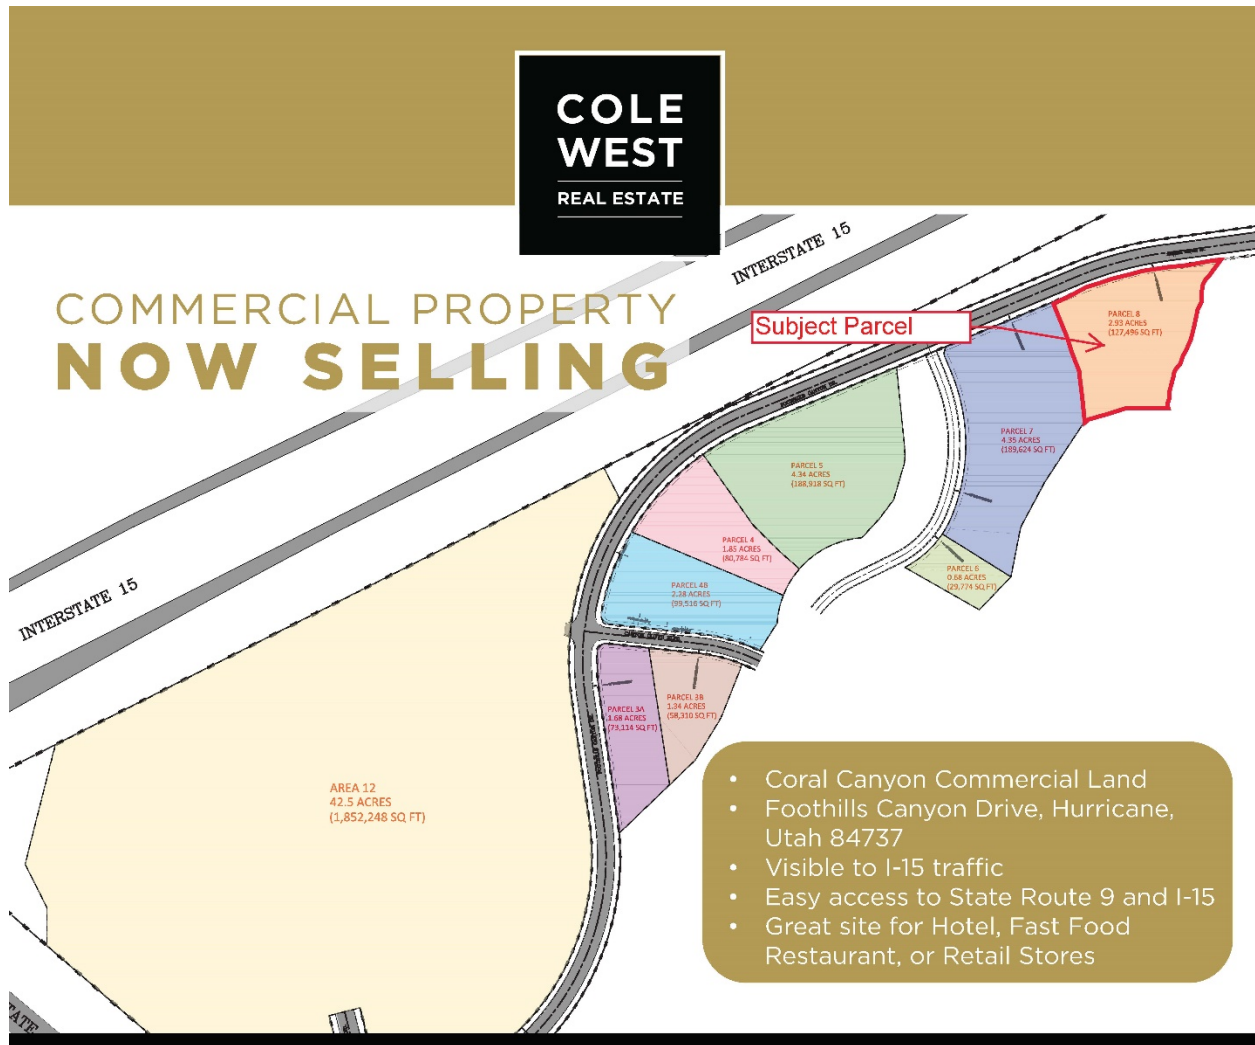 COLE
WEST
REAL ESTATE
INTERSTATE 15
COMMERCIAL PROPERTY
NOW SELLING
Subject Parcel
PARCEL 8
2.93 ACRES
(127,496 SQ FT)
PARCEL 7
4.35 ACRES
(189,624 SQ FT)
PARCEL 5
4.34 ACRES
(188,918 SQ FT)
PARCEL 4
1.85 ACRES
(80,784 SQ FT)
PARCEL 6
0.68 ACRES
(29,774 SQ FT)
PARCEL 4B
2.28 ACRES
(99,516 SQ FT)
INTERSTATE 15
PARCEL 3B
1.34 ACRES
(58,310 SQ FT)
PARCEL 3A
1.68 ACRES
(73,114 SQ FT)
AREA 12
42.5 ACRES
(1,852,248 SQ FT)
• Coral Canyon Commercial Land
• Foothills Canyon Drive, Hurricane,
Utah 84737
• Visible to I-15 traffic
• Easy access to State Route 9 and I-15
• Great site for Hotel, Fast Food
Restaurant, or Retail Stores